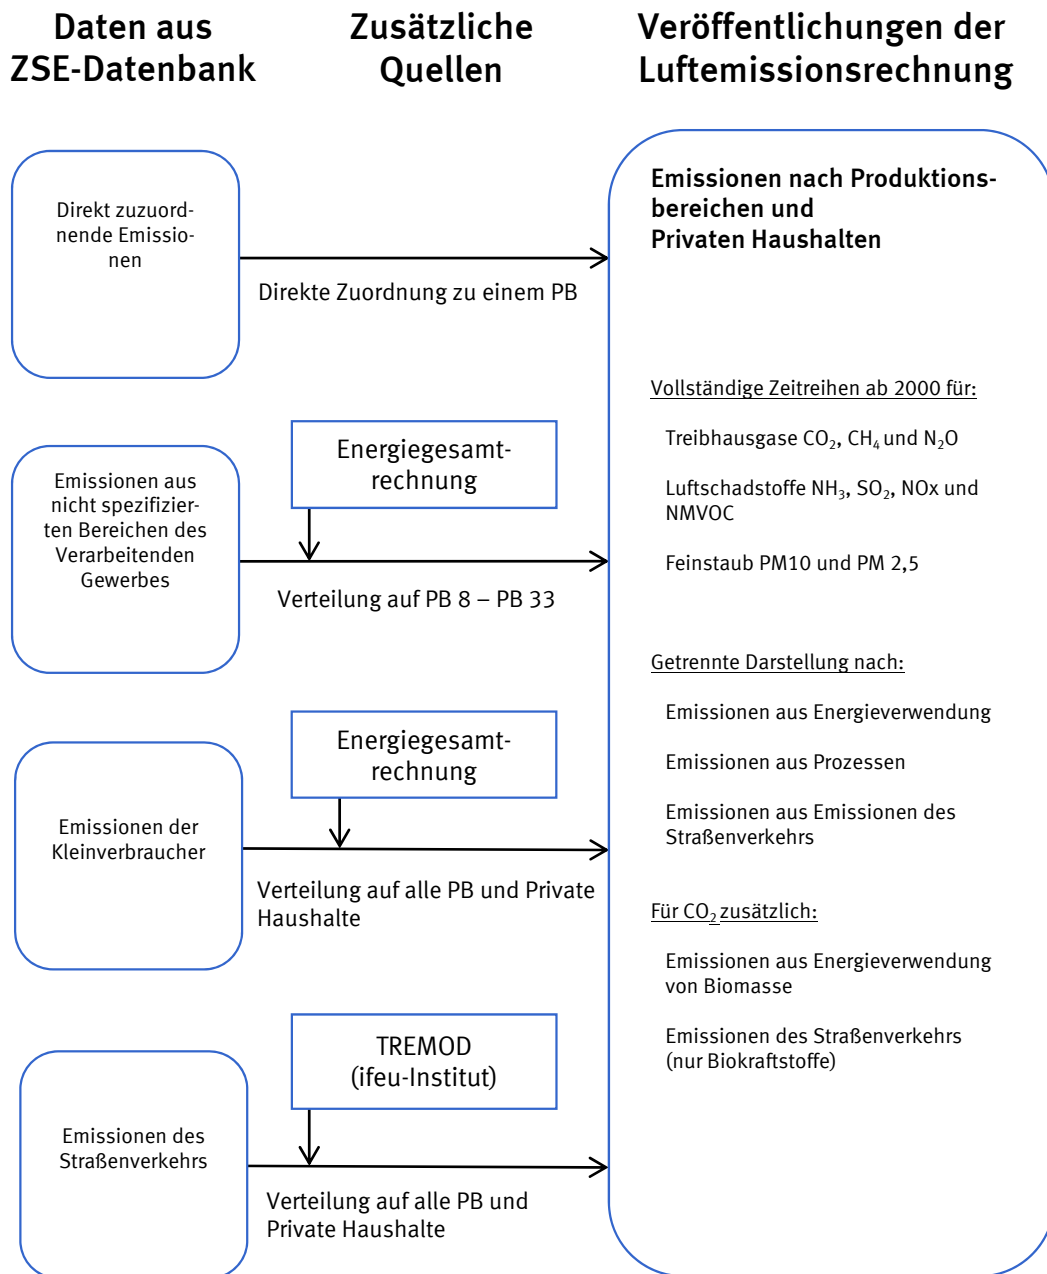 Daten aus
ZSE-Datenbank
Zusätzliche
Quellen
Veröffentlichungen der
Luftemissionsrechnung
Direkt zuzuord-
nende Emissio-
nen
Direkte Zuordnung zu einem PB
Emissionen aus
nicht spezifizier-
ten Bereichen des
Verarbeitenden
Gewerbes
Energiegesamt-
rechnung
Verteilung auf PB 8 – PB 33
Emissionen der
Kleinverbraucher
Energiegesamt-
rechnung
Verteilung auf alle PB und Private
Haushalte
Emissionen des
Straßenverkehrs
TREMOD
(ifeu-Institut)
Verteilung auf alle PB und
Private Haushalte
Emissionen nach Produktions-
bereichen und
Privaten Haushalten
Vollständige Zeitreihen ab 2000 für:
Treibhausgase CO₂, CH₄ und N₂O
Luftschadstoffe NH₃, SO₂, NOx und
NMVOC
Feinstaub PM10 und PM 2,5
Getrennte Darstellung nach:
Emissionen aus Energieverwendung
Emissionen aus Prozessen
Emissionen aus Emissionen des
Straßenverkehrs
Für CO₂ zusätzlich:
Emissionen aus Energieverwendung
von Biomasse
Emissionen des Straßenverkehrs
(nur Biokraftstoffe)